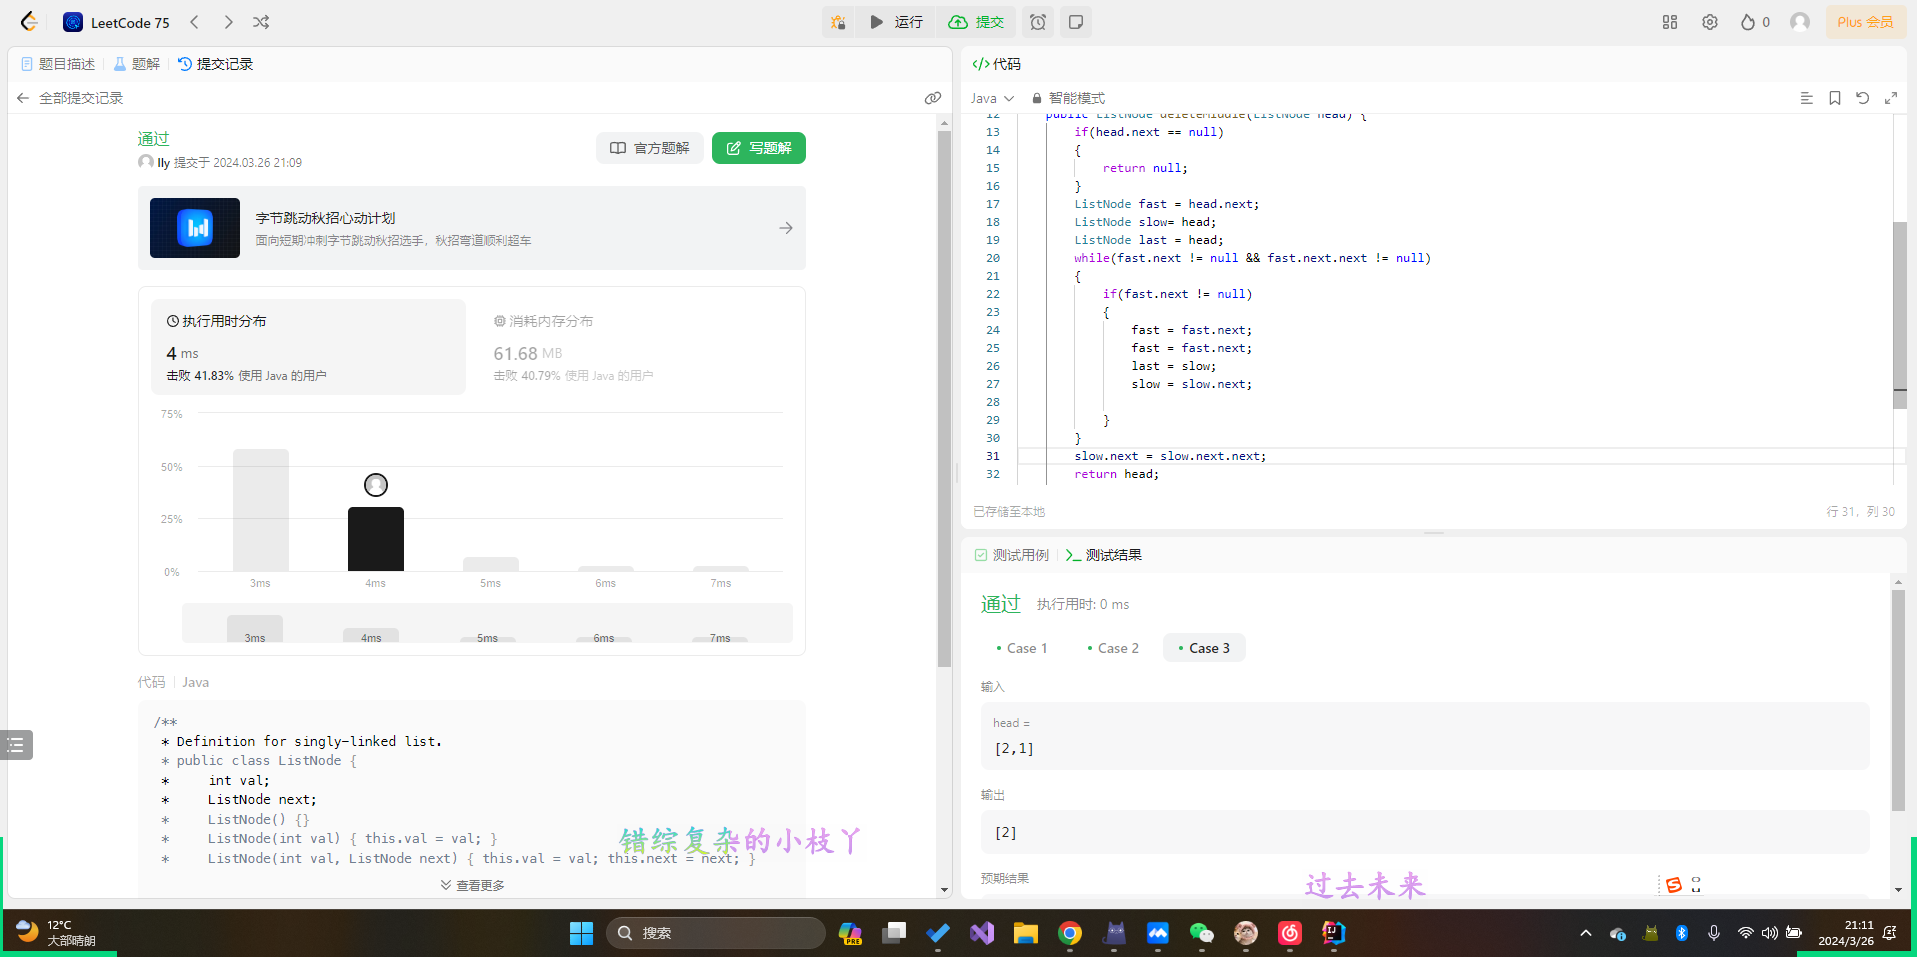 LeetCode 75
运行
提交
0
Plus 会员
题目描述
题解
提交记录
全部提交记录
通过
lly 提交于 2024.03.26 21:09
官方题解
写题解
字节跳动秋招心动计划
面向短期冲刺字节跳动秋招选手，秋招弯道顺利超车
执行用时分布
4 ms
击败 41.83% 使用 Java 的用户
消耗内存分布
61.68 MB
击败 40.79% 使用 Java 的用户
75%
50%
25%
0%
3ms 4ms 5ms 6ms 7ms
3ms 4ms 5ms 6ms 7ms
代码 Java
/**
* Definition for singly-linked list.
* public class ListNode {
*     int val;
*     ListNode next;
*     ListNode() {}
*     ListNode(int val) { this.val = val; }
*     ListNode(int val, ListNode next) { this.val = val; this.next = next; }
查看更多
错综复杂的小枝丫
代码
Java
智能模式
12 public ListNode deleteMiddle(ListNode head) {
13 if(head.next == null)
14 {
15 return null;
16 }
17 ListNode fast = head.next;
18 ListNode slow= head;
19 ListNode last = head;
20 while(fast.next != null && fast.next.next != null)
21 {
22 if(fast.next != null)
23 {
24 fast = fast.next;
25 fast = fast.next;
26 last = slow;
27 slow = slow.next;
28
29 }
30 }
31 slow.next = slow.next.next;
32 return head;
已存储至本地
行 31, 列 30
测试用例
测试结果
通过 执行用时: 0 ms
Case 1
Case 2
Case 3
输入
head =
[2,1]
输出
[2]
预期结果
过去未来
12°C
大部晴朗
搜索
PRE
21:11
2024/3/26